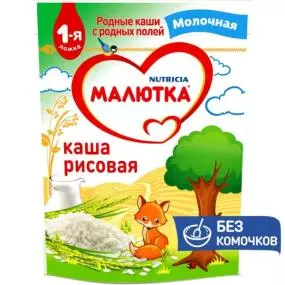 1-я
ложка
Родные каши
с родных полей
Молочная
NUTRICIA
МАЛЮТКА®
каша
рисовая
БЕЗ
КОМОЧКОВ